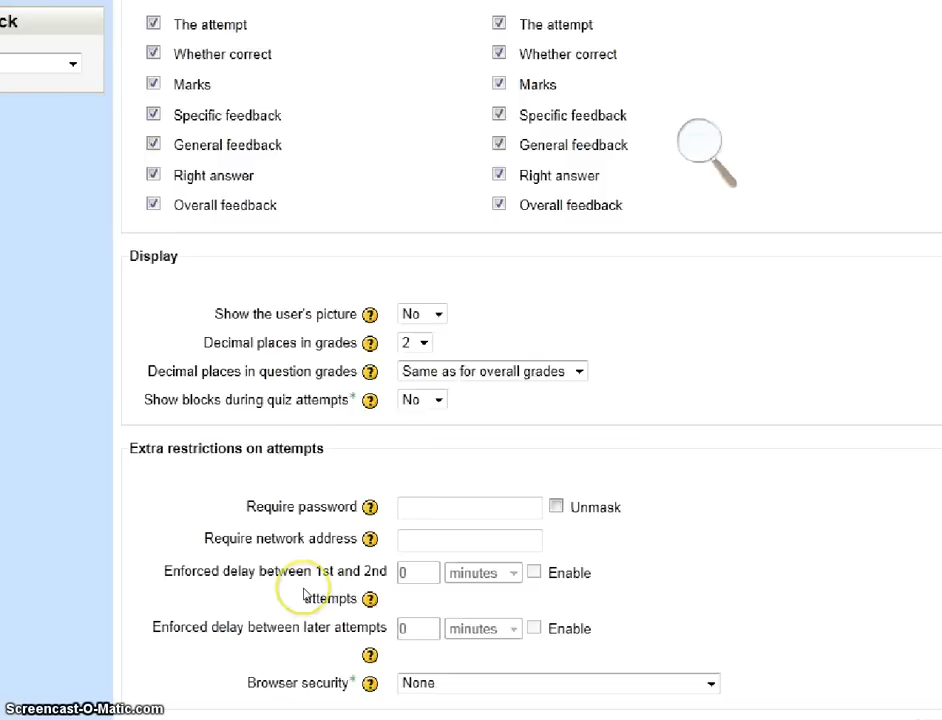 ck
The attempt The attempt
Whether correct Whether correct
Marks Marks
Specific feedback Specific feedback
General feedback General feedback
Right answer Right answer
Overall feedback Overall feedback
Display
Show the user's picture ? No
Decimal places in grades ? 2
Decimal places in question grades ? Same as for overall grades
Show blocks during quiz attempts* ? No
Extra restrictions on attempts
Require password ? Unmask
Require network address ?
Enforced delay between 1st and 2nd 0 minutes Enable
attempts ?
Enforced delay between later attempts 0 minutes Enable
?
Browser security* ? None
Screencast-O-Matic.com